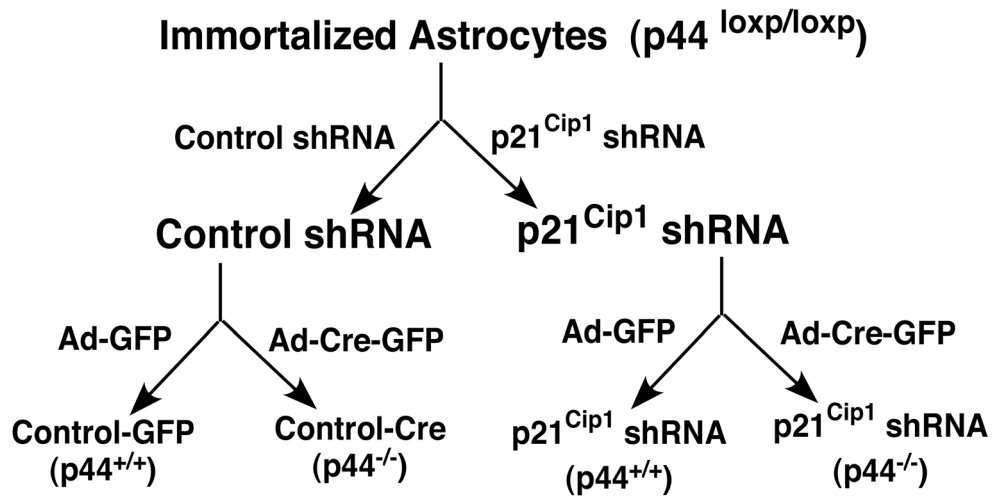 Immortalized Astrocytes (p44 loxp/loxp)
Control shRNA
p21Cip1 shRNA
Control shRNA
p21Cip1 shRNA
Ad-GFP
Ad-Cre-GFP
Ad-GFP
Ad-Cre-GFP
Control-GFP
(p44+/+)
Control-Cre
(p44-/-)
p21Cip1 shRNA
(p44+/+)
p21Cip1 shRNA
(p44-/-)